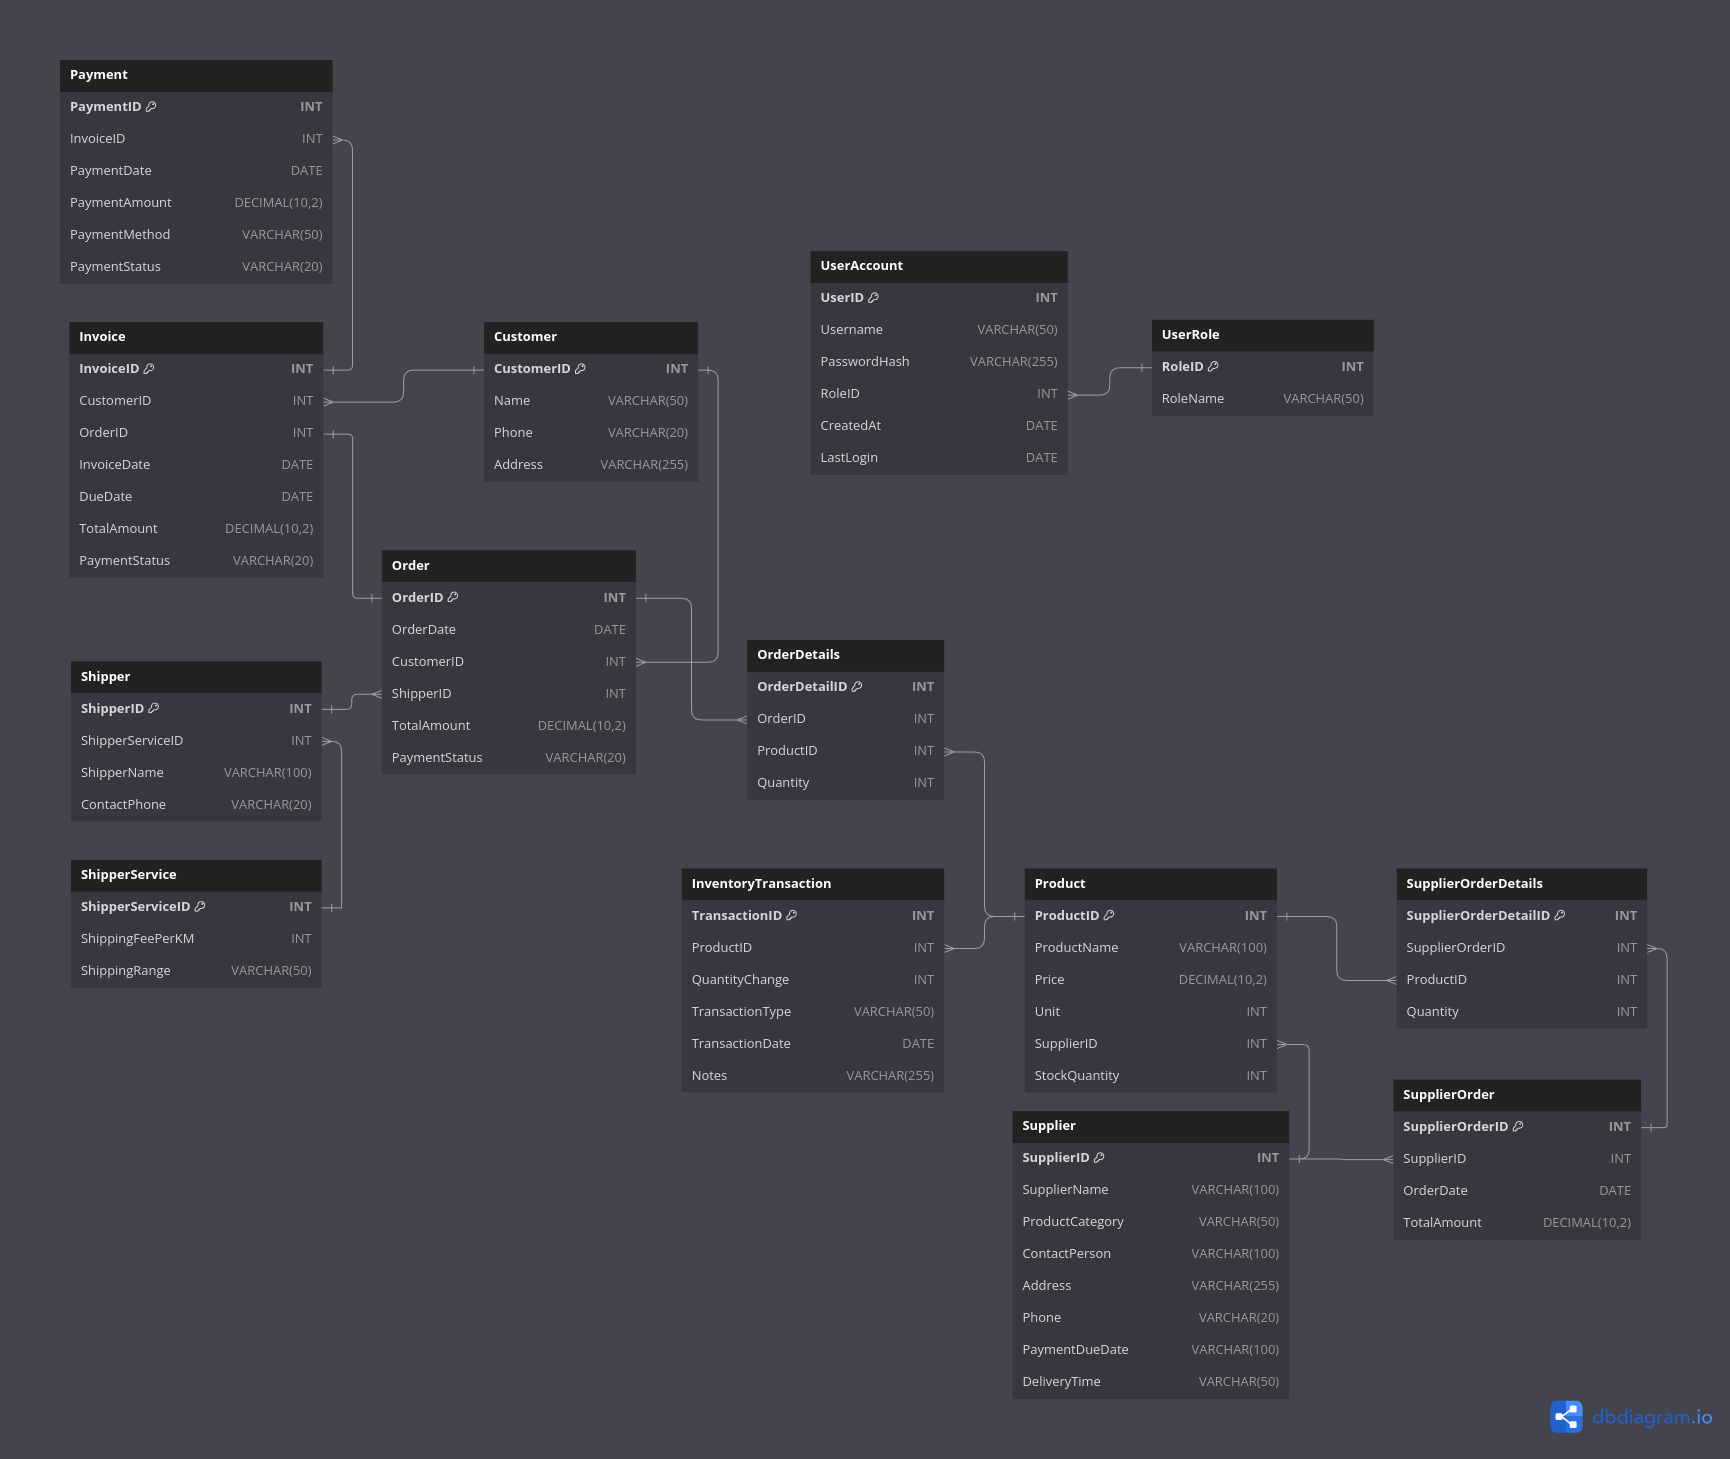 Payment
PaymentID INT
InvoiceID INT
PaymentDate DATE
PaymentAmount DECIMAL(10,2)
PaymentMethod VARCHAR(50)
PaymentStatus VARCHAR(20)
Invoice
InvoiceID INT
CustomerID INT
OrderID INT
InvoiceDate DATE
DueDate DATE
TotalAmount DECIMAL(10,2)
PaymentStatus VARCHAR(20)
Customer
CustomerID INT
Name VARCHAR(50)
Phone VARCHAR(20)
Address VARCHAR(255)
UserAccount
UserID INT
Username VARCHAR(50)
PasswordHash VARCHAR(255)
RoleID INT
CreatedAt DATE
LastLogin DATE
UserRole
RoleID INT
RoleName VARCHAR(50)
Order
OrderID INT
OrderDate DATE
CustomerID INT
ShipperID INT
TotalAmount DECIMAL(10,2)
PaymentStatus VARCHAR(20)
Shipper
ShipperID INT
ShipperServiceID INT
ShipperName VARCHAR(100)
ContactPhone VARCHAR(20)
ShipperService
ShipperServiceID INT
ShippingFeePerKM INT
ShippingRange VARCHAR(50)
OrderDetails
OrderDetailID INT
OrderID INT
ProductID INT
Quantity INT
InventoryTransaction
TransactionID INT
ProductID INT
QuantityChange INT
TransactionType VARCHAR(50)
TransactionDate DATE
Notes VARCHAR(255)
Product
ProductID INT
ProductName VARCHAR(100)
Price DECIMAL(10,2)
Unit INT
SupplierID INT
StockQuantity INT
SupplierOrderDetails
SupplierOrderDetailID INT
SupplierOrderID INT
ProductID INT
Quantity INT
Supplier
SupplierID INT
SupplierName VARCHAR(100)
ProductCategory VARCHAR(50)
ContactPerson VARCHAR(100)
Address VARCHAR(255)
Phone VARCHAR(20)
PaymentDueDate VARCHAR(100)
DeliveryTime VARCHAR(50)
SupplierOrder
SupplierOrderID INT
SupplierID INT
OrderDate DATE
TotalAmount DECIMAL(10,2)
dbdiagram.io